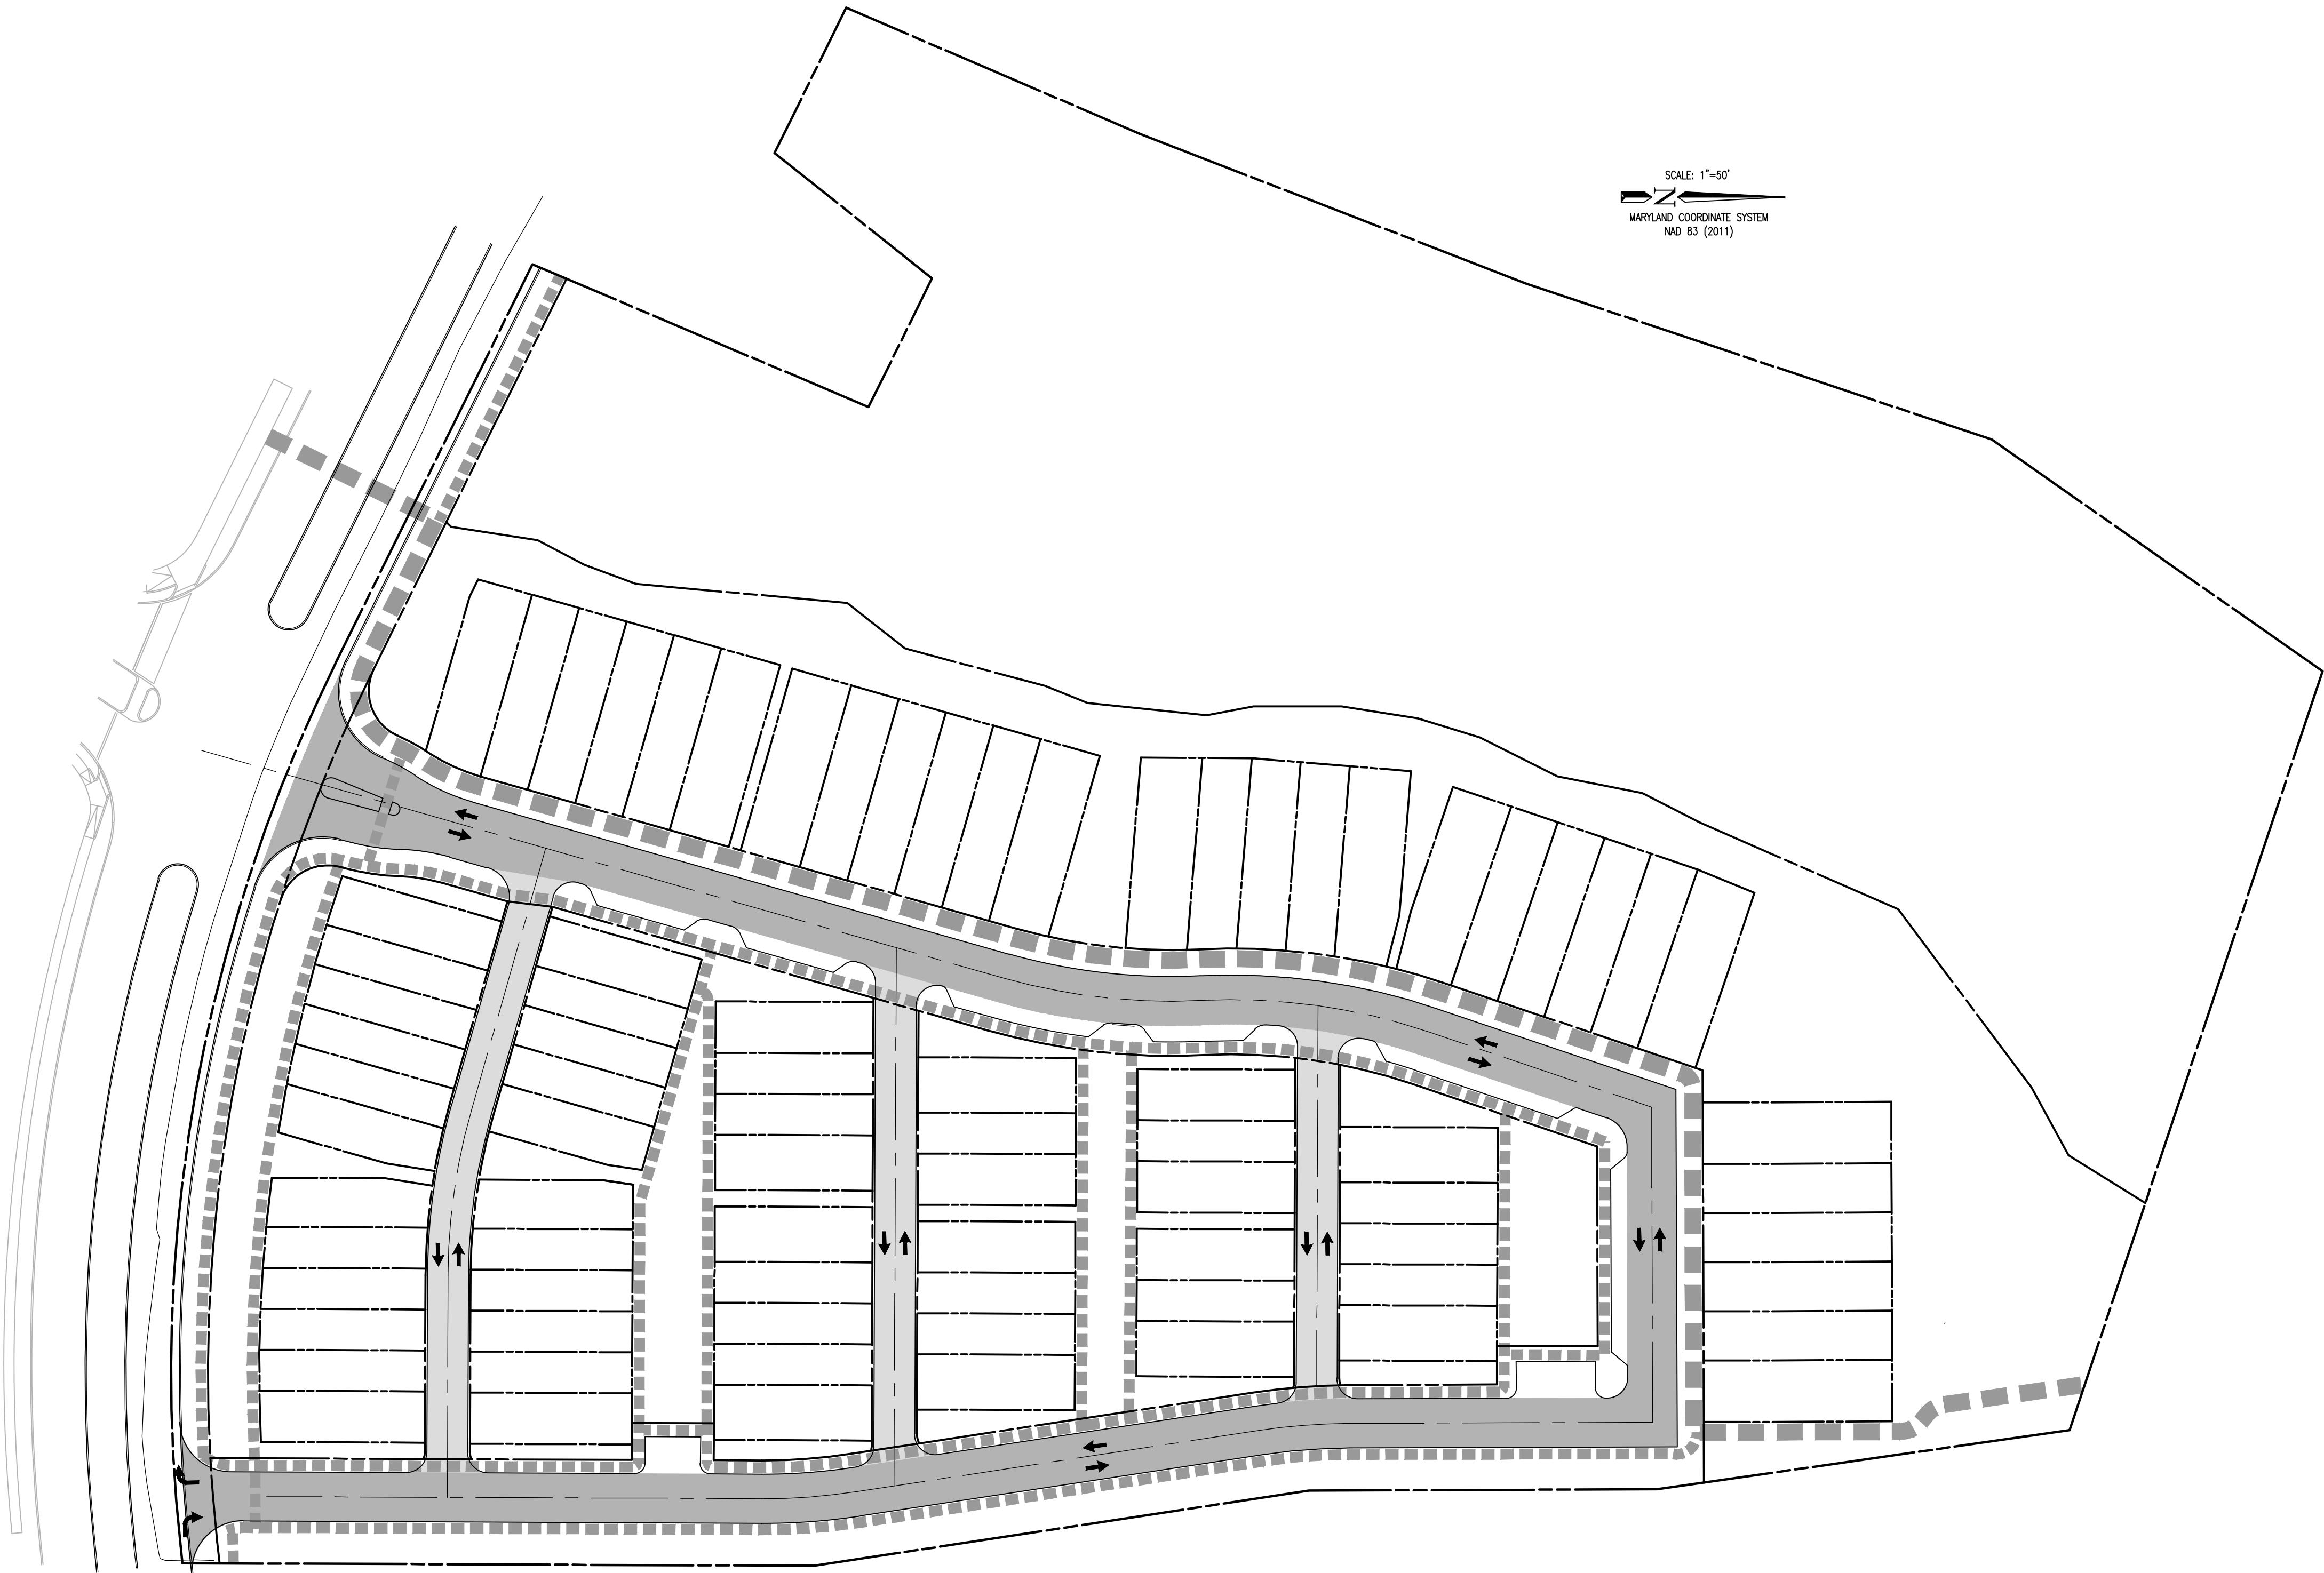 SCALE: 1"=50'
N
MARYLAND COORDINATE SYSTEM
NAD 83 (2011)